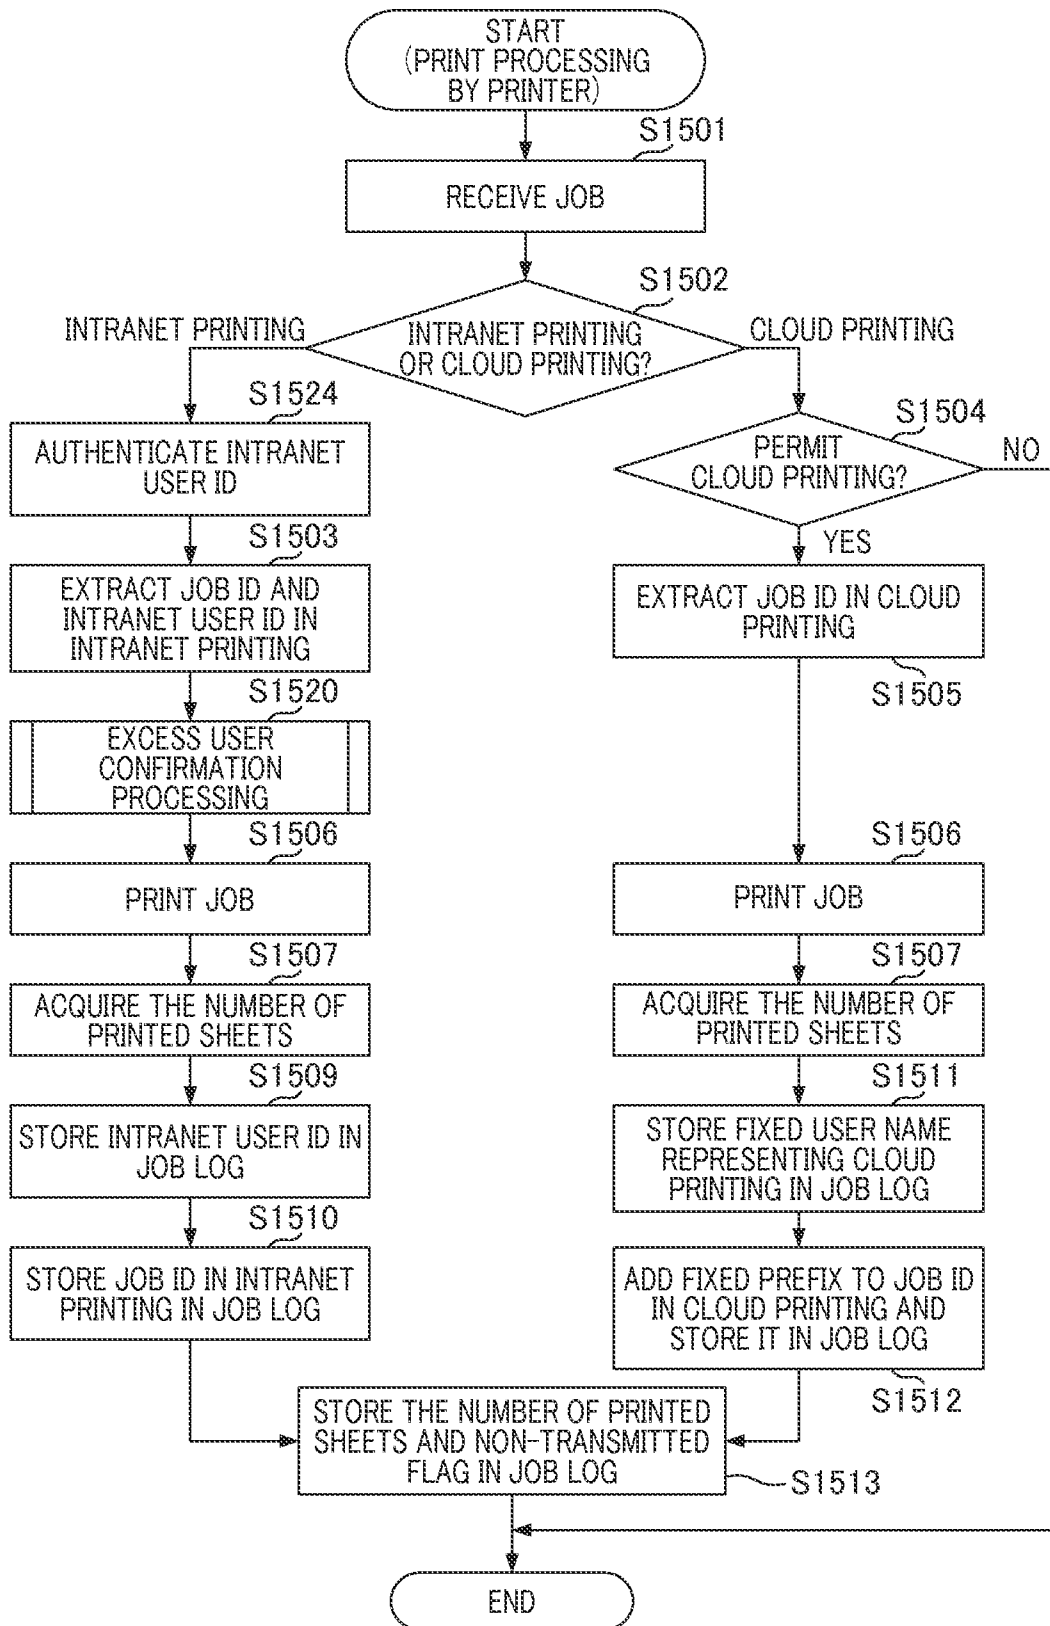 START
(PRINT PROCESSING
BY PRINTER)
S1501
RECEIVE JOB
S1502
INTRANET PRINTING
INTRANET PRINTING
OR CLOUD PRINTING?
CLOUD PRINTING
S1524
AUTHENTICATE INTRANET
USER ID
S1504
PERMIT
CLOUD PRINTING?
NO
YES
S1503
EXTRACT JOB ID AND
INTRANET USER ID IN
INTRANET PRINTING
EXTRACT JOB ID IN CLOUD
PRINTING
S1505
S1520
EXCESS USER
CONFIRMATION
PROCESSING
S1506
PRINT JOB
S1506
PRINT JOB
S1507
ACQUIRE THE NUMBER OF
PRINTED SHEETS
S1507
ACQUIRE THE NUMBER OF
PRINTED SHEETS
S1509
STORE INTRANET USER ID IN
JOB LOG
S1511
STORE FIXED USER NAME
REPRESENTING CLOUD
PRINTING IN JOB LOG
S1510
STORE JOB ID IN INTRANET
PRINTING IN JOB LOG
ADD FIXED PREFIX TO JOB ID
IN CLOUD PRINTING AND
STORE IT IN JOB LOG
S1512
STORE THE NUMBER OF PRINTED
SHEETS AND NON-TRANSMITTED
FLAG IN JOB LOG
S1513
END